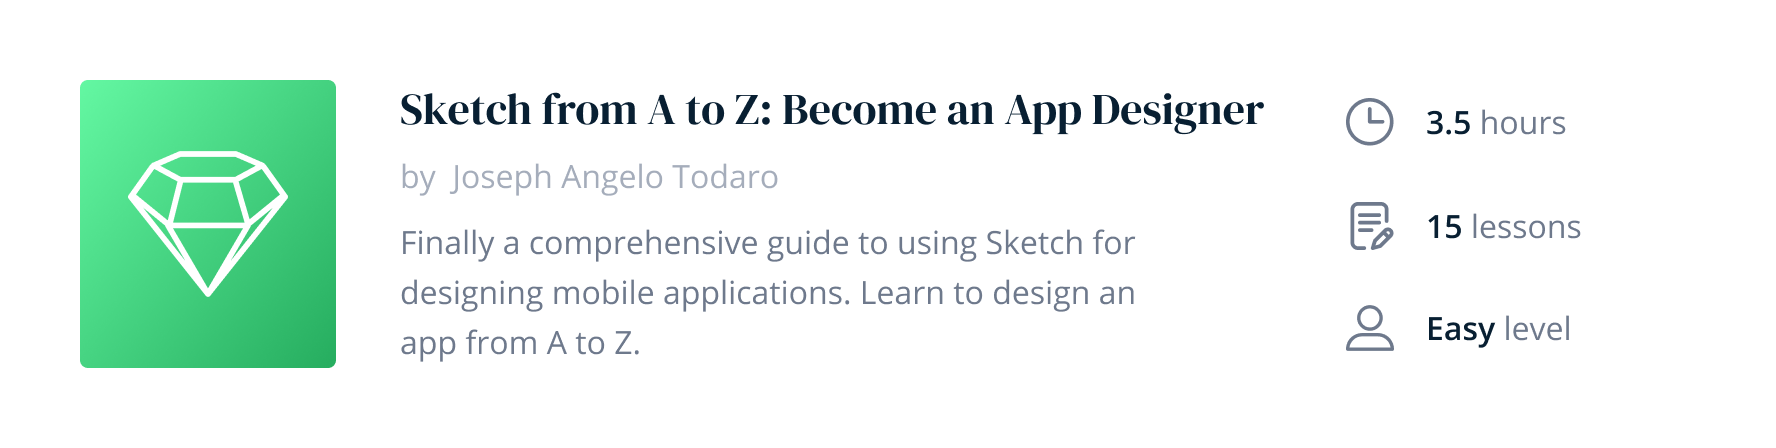 Sketch from A to Z: Become an App Designer
by Joseph Angelo Todaro
Finally a comprehensive guide to using Sketch for
designing mobile applications. Learn to design an
app from A to Z.
3.5 hours
15 lessons
Easy level